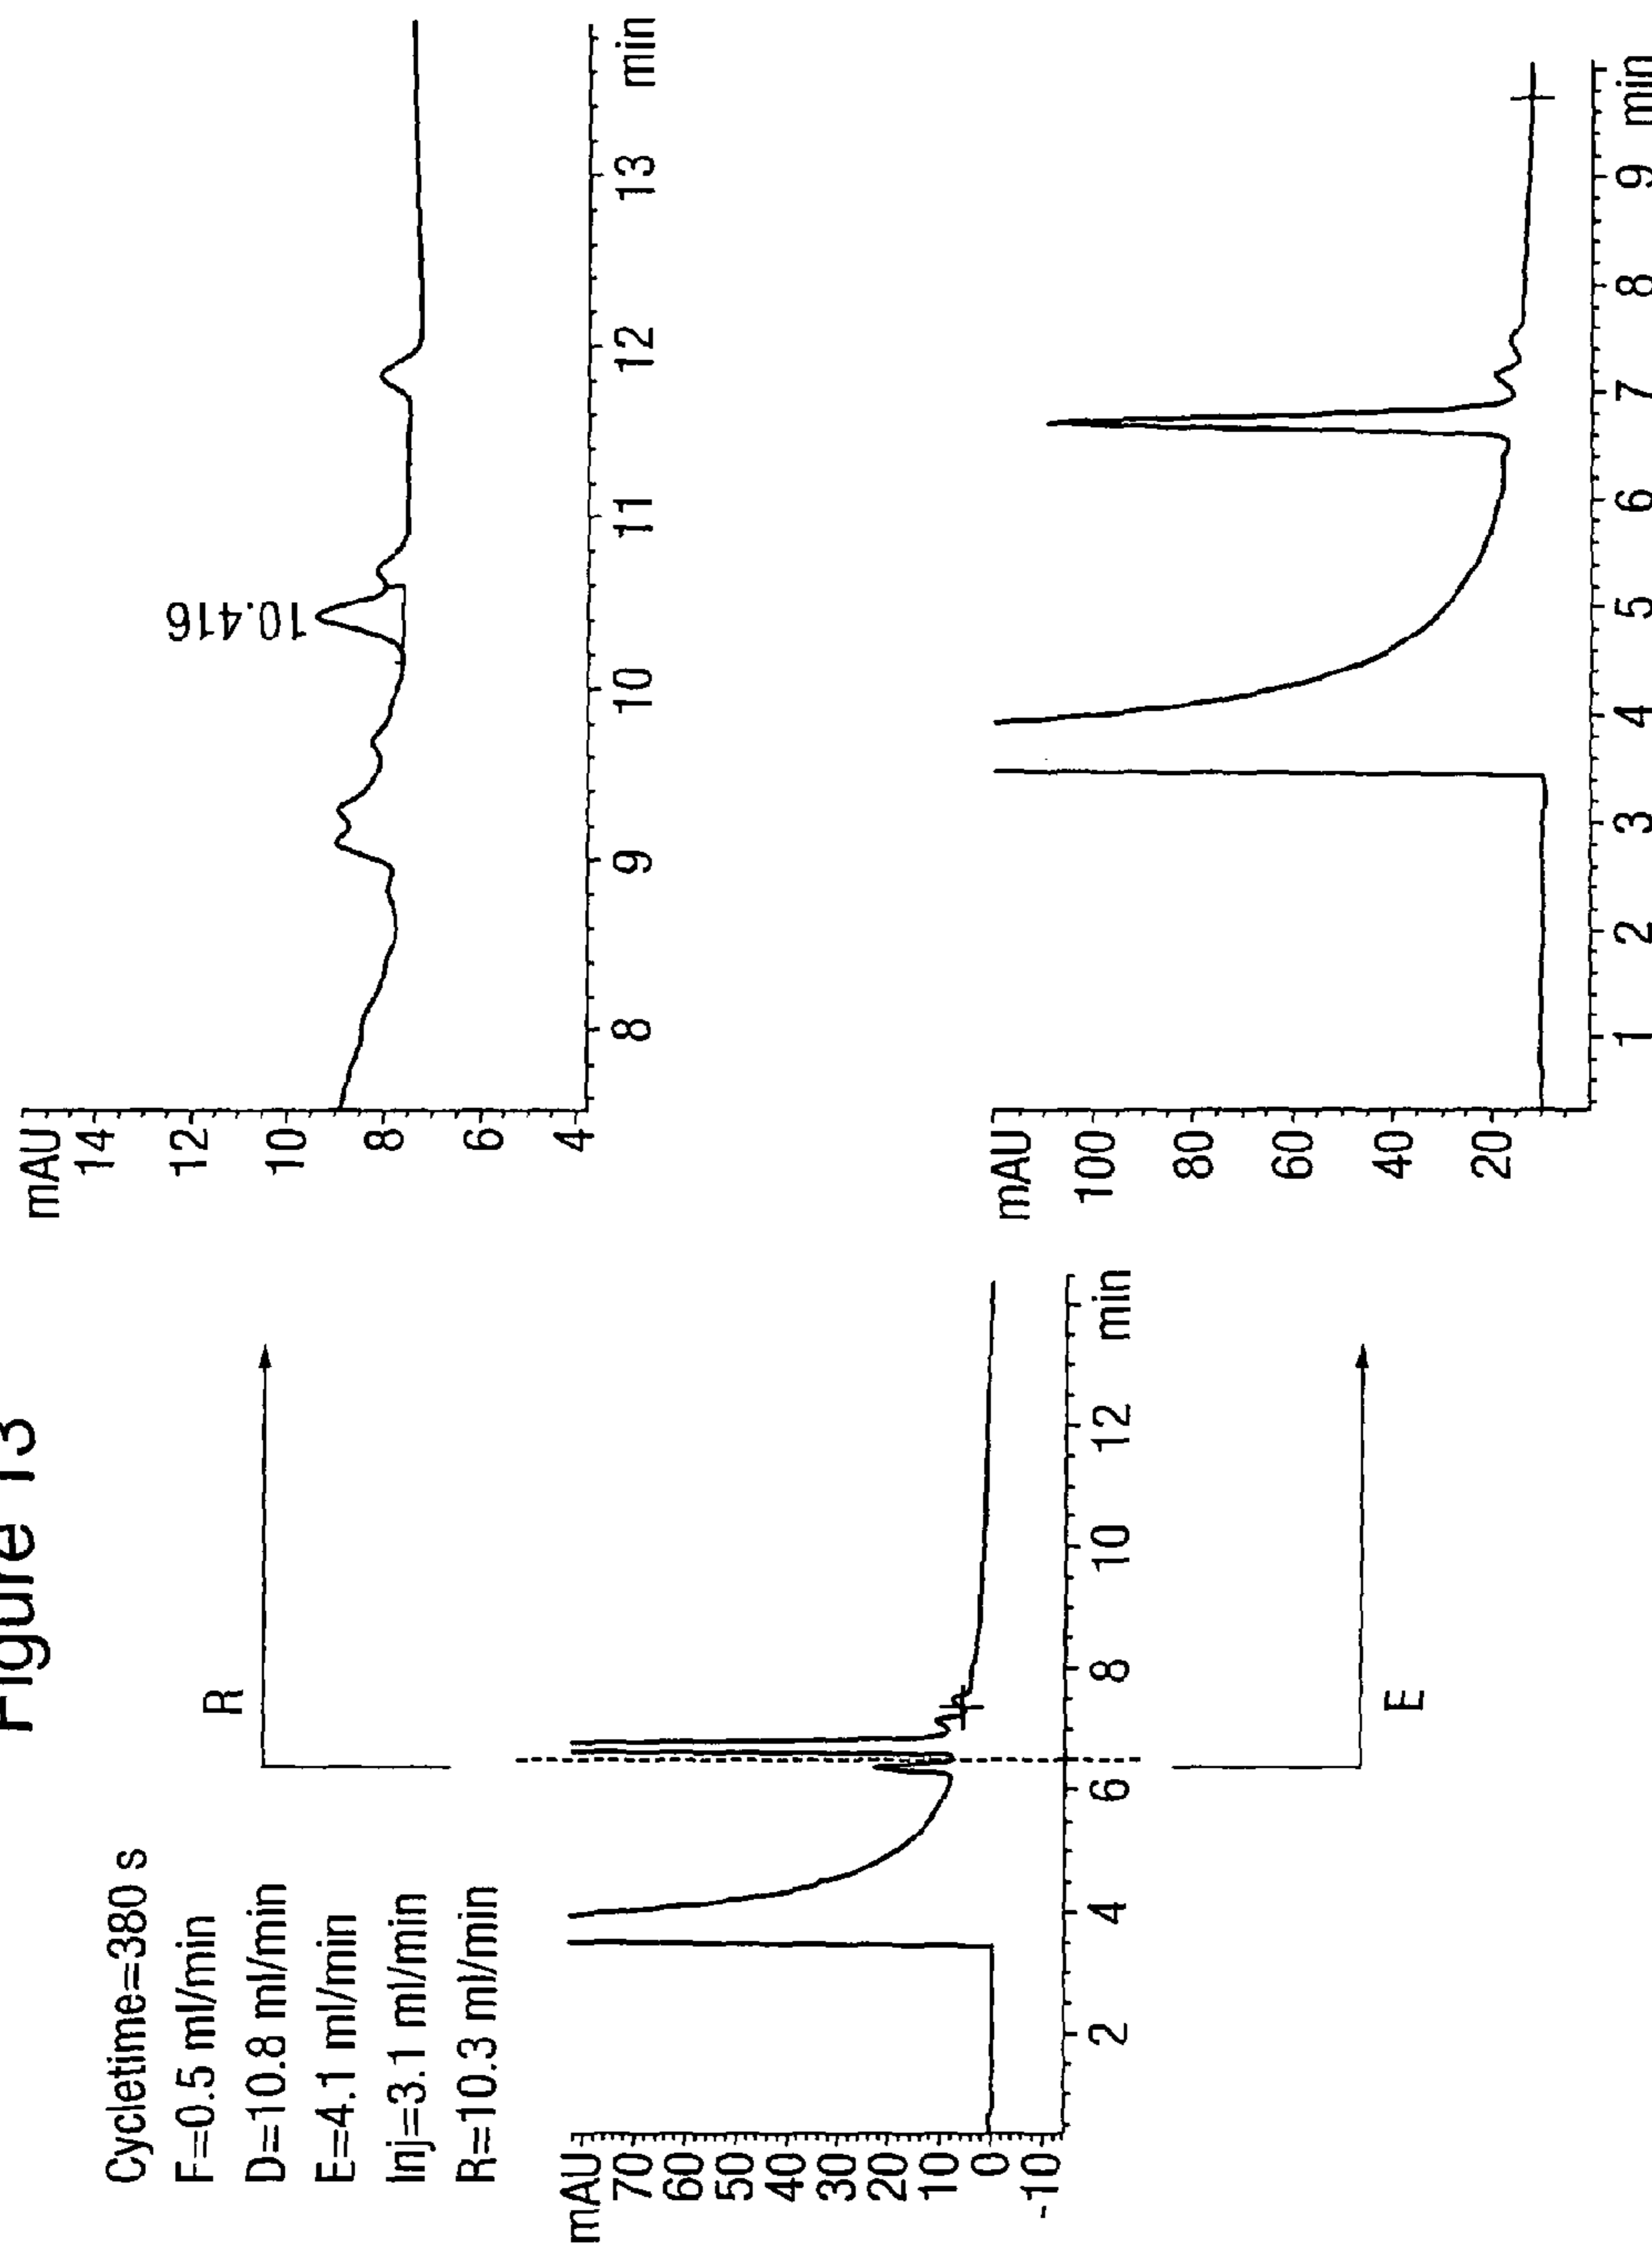 Figure 13
Cycletime=380 s
F=0.5 ml/min
D=10.8 ml/min
E=4.1 ml/min
Inj=3.1 ml/min
R=10.3 ml/min
mAU
70
60
50
40
30
20
10
0
-10
2 4 6 8 10 12 min
R
E
mAU
14
12
10
8
6
4
10.416
8 9 10 11 12 13 min
mAU
100
80
60
40
20
1 2 3 4 5 6 7 8 9 min